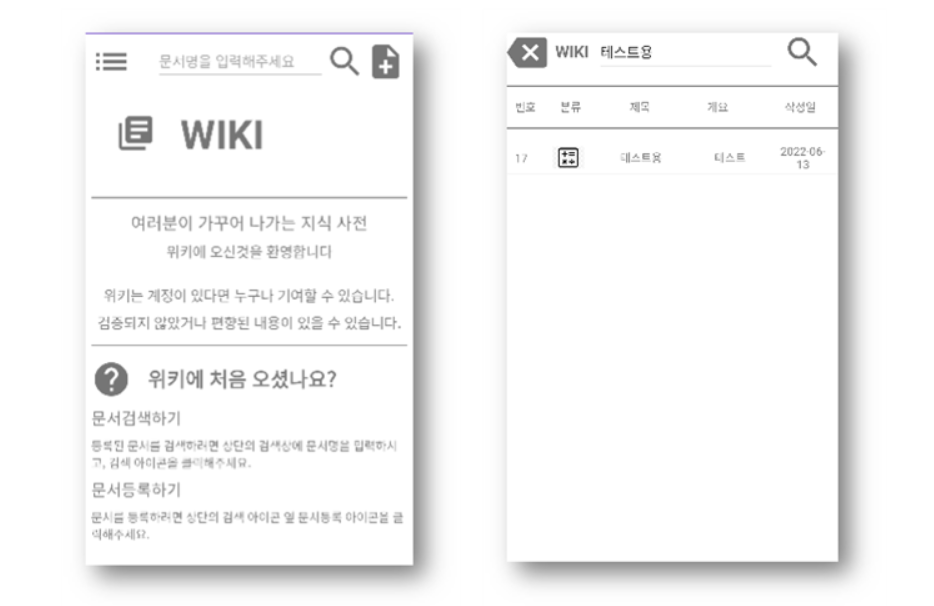 문서명을 입력해주세요
WIKI
여러분이 가꾸어 나가는 지식 사전
위키에 오신것을 환영합니다
위키는 계정이 있다면 누구나 기여할 수 있습니다.
검증되지 않았거나 편향된 내용이 있을 수 있습니다.
위키에 처음 오셨나요?
문서검색하기
등록된 문서를 검색하려면 상단의 검색상에 문서명을 입력하시
고, 검색 아이콘을 클릭해주세요.
문서등록하기
문서를 등록하려면 상단의 검색 아이콘 옆 문서등록 아이콘을 클
릭해주세요.
WIKI 테스트용
번호 분류 제목 개요 작성일
17 테스트용 테스트 2022-06-
13